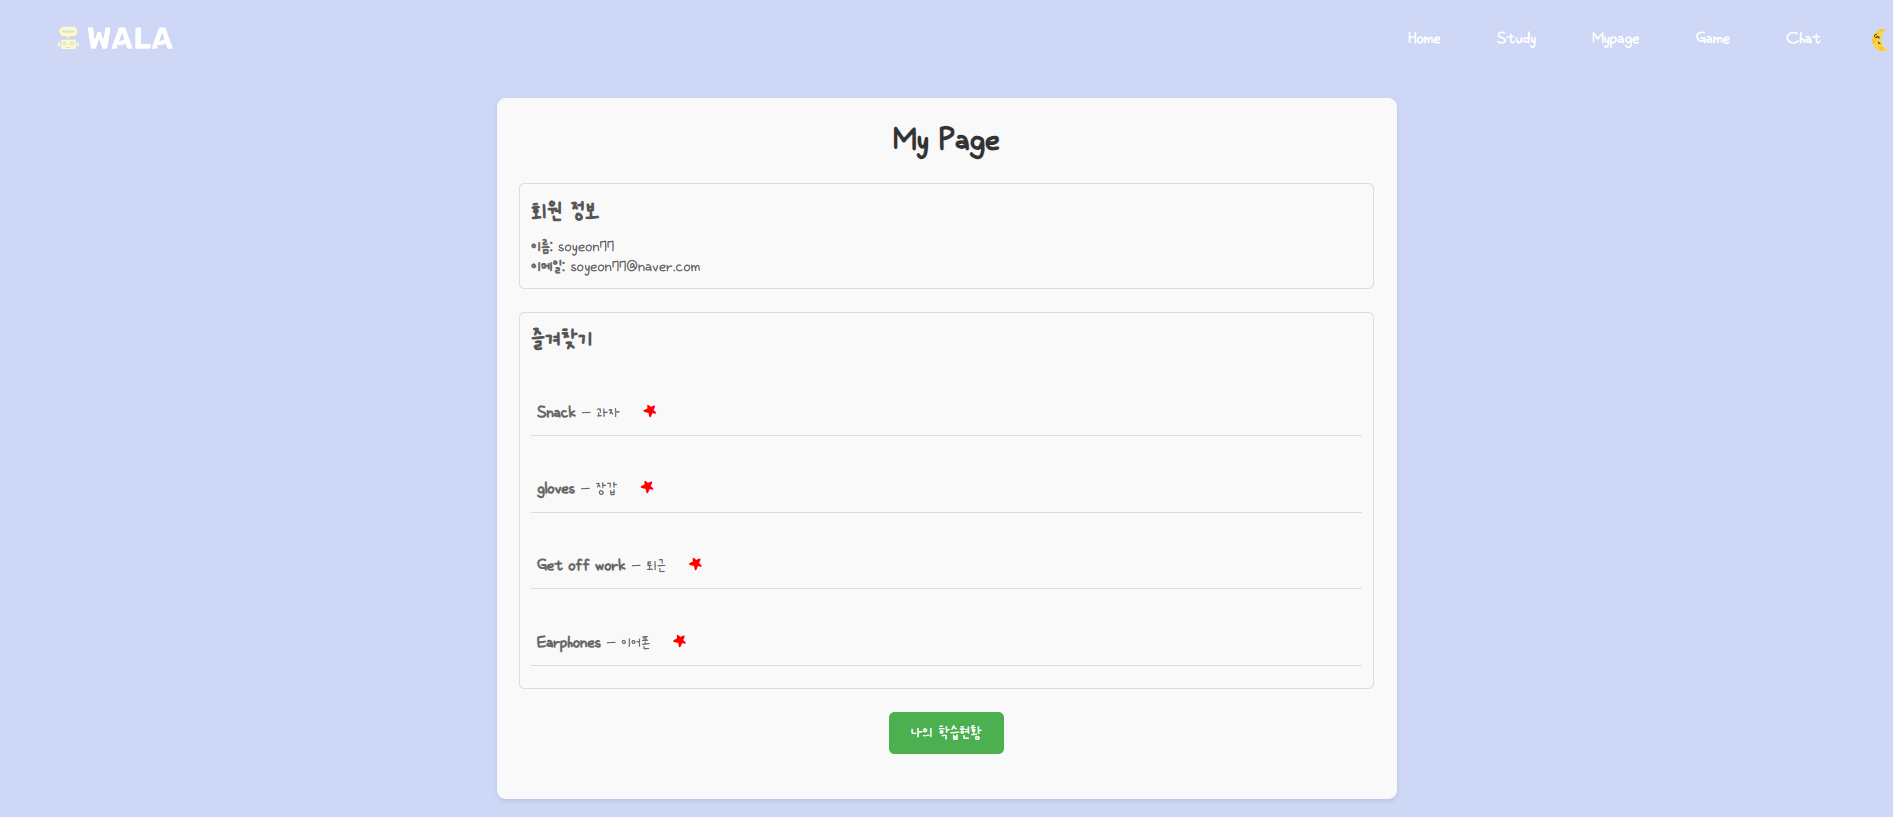 WALA
Home Study Mypage Game Chat
My Page
회원 정보
이름: soyeon77
이메일: soyeon77@naver.com
즐겨찾기
Snack - 과자
gloves - 장갑
Get off work - 퇴근
Earphones - 이어폰
나의 학습현황